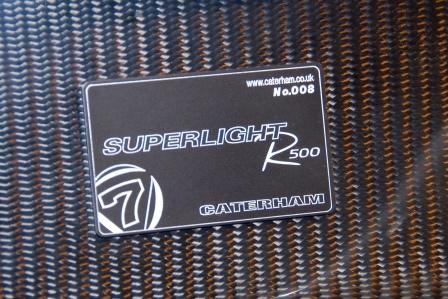 www.caterham.co.uk
No.008
SUPERLIGHT
R500
7
CATERHAM